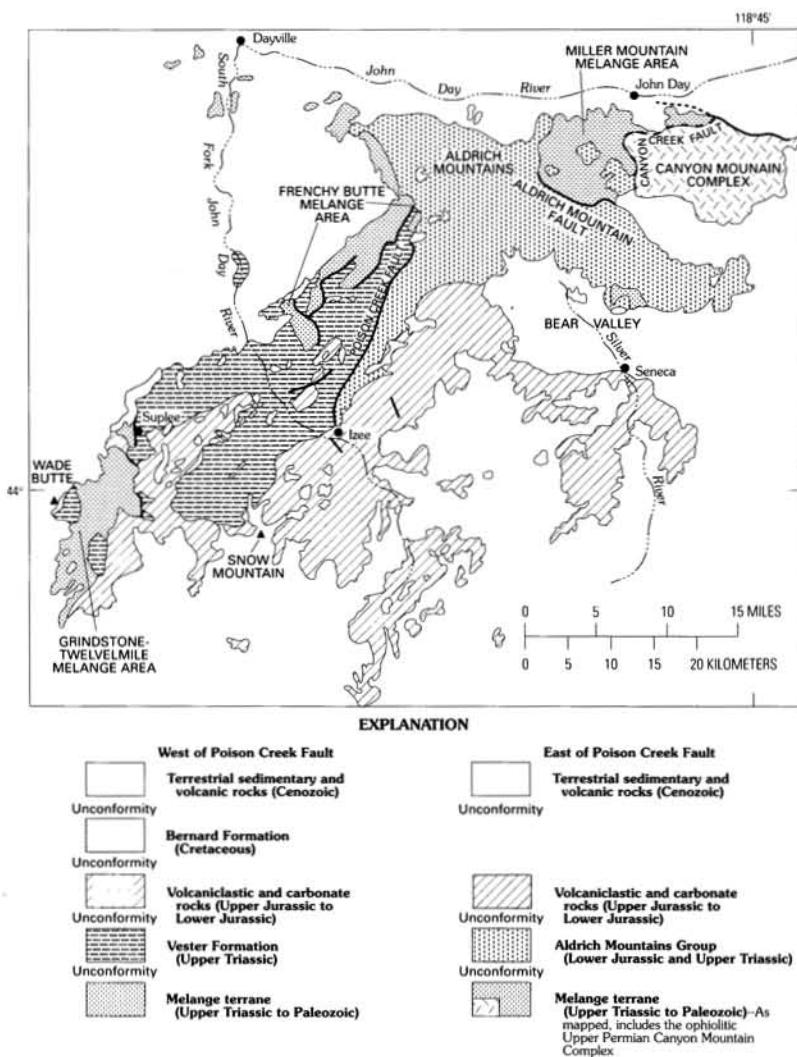 118°45'
Dayville
MILLER MOUNTAIN
MELANGE AREA
John
Day
River
John Day
South
Fork
John
Day
River
ALDRICH
MOUNTAINS
CANYON
CREEK FAULT
CANYON MOUNAIN
COMPLEX
FRENCHY BUTTE
MELANGE
AREA
ALDRICH MOUNTAIN
FAULT
POISON CREEK FAULT
BEAR VALLEY
Silver
Seneca
River
Suplee
Izee
WADE
BUTTE
44°
SNOW
MOUNTAIN
GRINDSTONE-
TWELVELMILE
MELANGE AREA
0 5 10 15 MILES
0 5 10 15 20 KILOMETERS
EXPLANATION
West of Poison Creek Fault
Terrestrial sedimentary and
volcanic rocks (Cenozoic)
Unconformity
Bernard Formation
(Cretaceous)
Unconformity
Volcaniclastic and carbonate
rocks (Upper Jurassic to
Lower Jurassic)
Unconformity
Vester Formation
(Upper Triassic)
Unconformity
Melange terrane
(Upper Triassic to Paleozoic)
East of Poison Creek Fault
Terrestrial sedimentary and
volcanic rocks (Cenozoic)
Unconformity
Volcaniclastic and carbonate
rocks (Upper Jurassic to
Lower Jurassic)
Unconformity
Aldrich Mountains Group
(Lower Jurassic and Upper Triassic)
Unconformity
Melange terrane
(Upper Triassic to Paleozoic)--As
mapped, includes the ophiolitic
Upper Permian Canyon Mountain
Complex